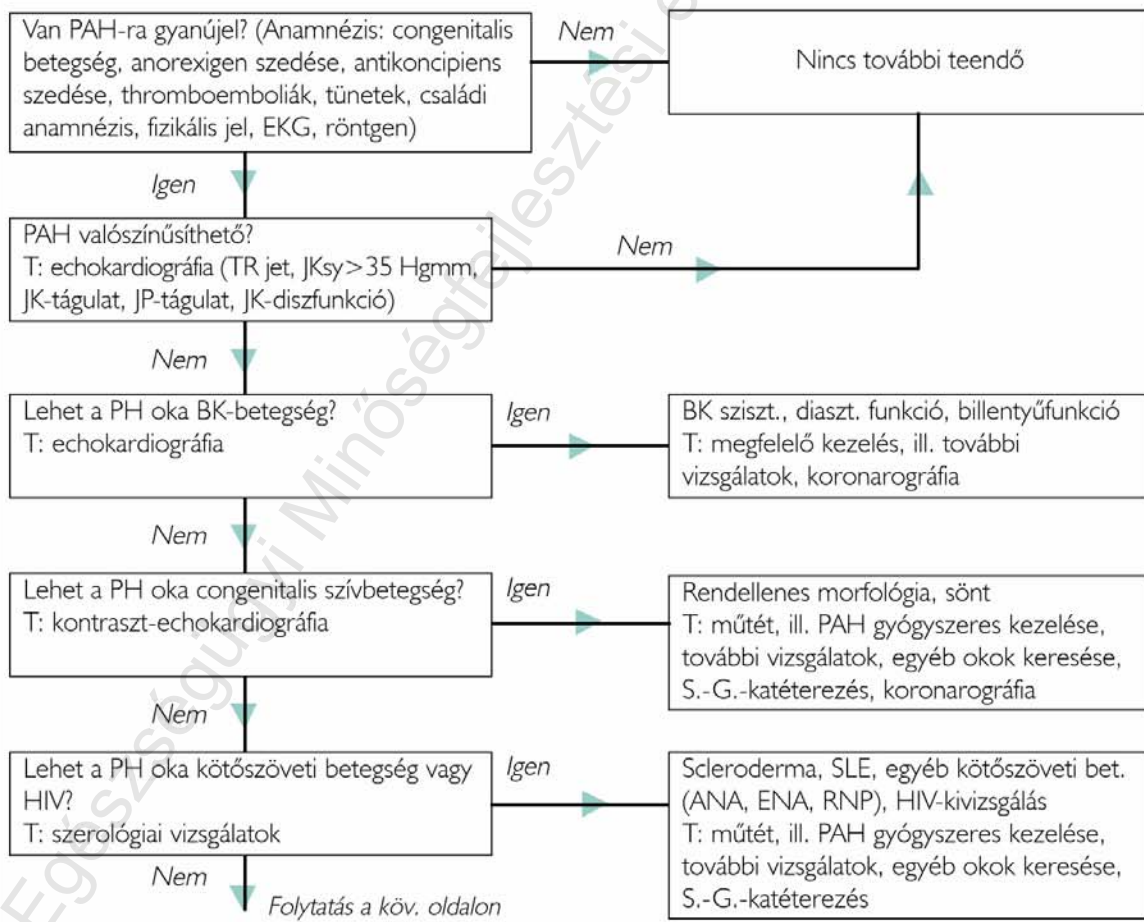 Van PAH-ra gyanújel? (Anamnézis: congenitalis
betegség, anorexigen szedése, antikoncipiens
szedése, thromboemboliák, tünetek, családi
anamnézis, fizikális jel, EKG, röntgen)
Nem
Nincs további teendő
Igen
PAH valószínűsíthető?
T: echokardiográfia (TR jet, JKsy>35 Hgmm,
JK-tágulat, JP-tágulat, JK-diszfunkció)
Nem
Nem
Lehet a PH oka BK-betegség?
T: echokardiográfia
Igen
BK sziszt., diaszt. funkció, billentyűfunkció
T: megfelelő kezelés, ill. további
vizsgálatok, koronarográfia
Nem
Lehet a PH oka congenitalis szívbetegség?
T: kontraszt-echokardiográfia
Igen
Rendellenes morfológia, sönt
T: műtét, ill. PAH gyógyszeres kezelése,
további vizsgálatok, egyéb okok keresése,
S.-G.-katéterezés, koronarográfia
Nem
Lehet a PH oka kötőszöveti betegség vagy
HIV?
T: szerológiai vizsgálatok
Igen
Scleroderma, SLE, egyéb kötőszöveti bet.
(ANA, ENA, RNP), HIV-kivizsgálás
T: műtét, ill. PAH gyógyszeres kezelése,
további vizsgálatok, egyéb okok keresése,
S.-G.-katéterezés
Nem
Folytatás a köv. oldalon
Egészségügyi Minőségfejlesztési